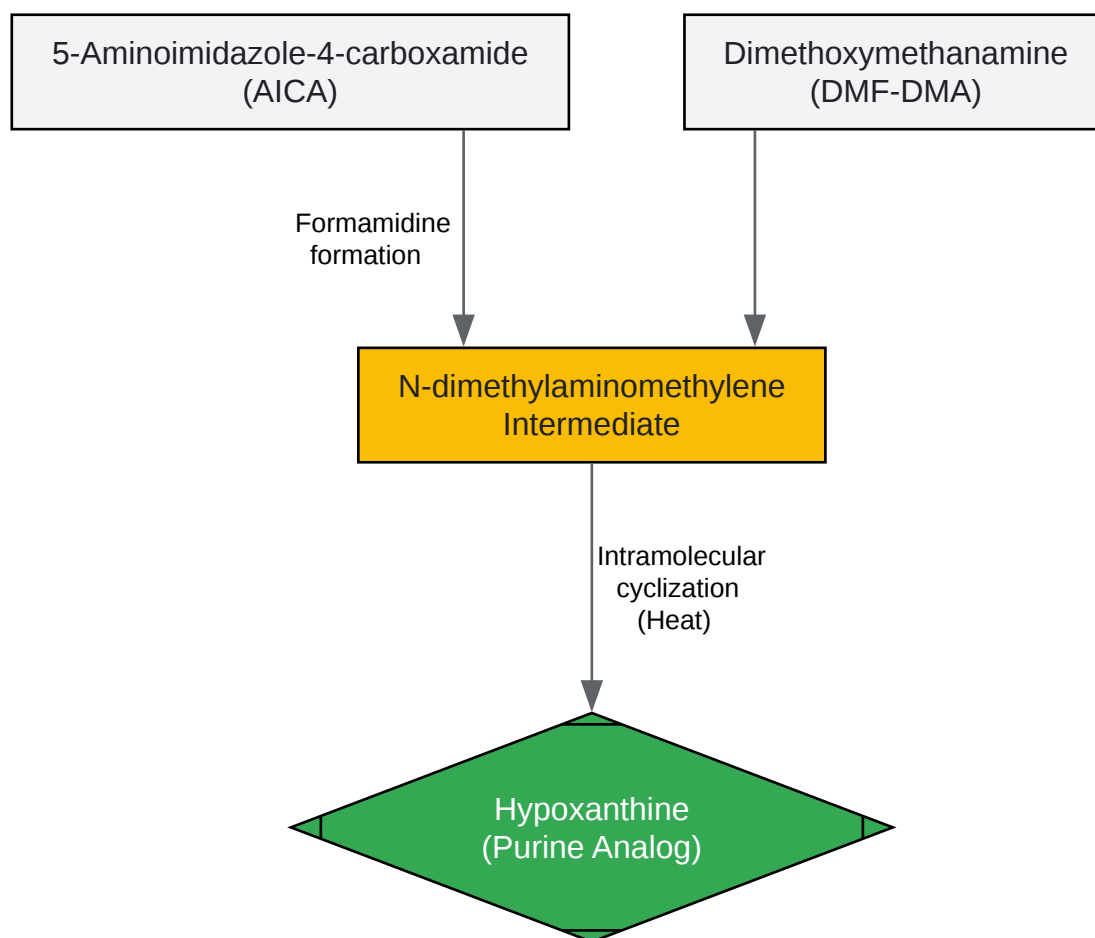 5-Aminoimidazole-4-carboxamide
(AICA)
Dimethoxymethanamine
(DMF-DMA)
Formamidine
formation
N-dimethylaminomethylene
Intermediate
Intramolecular
cyclization
(Heat)
Hypoxanthine
(Purine Analog)